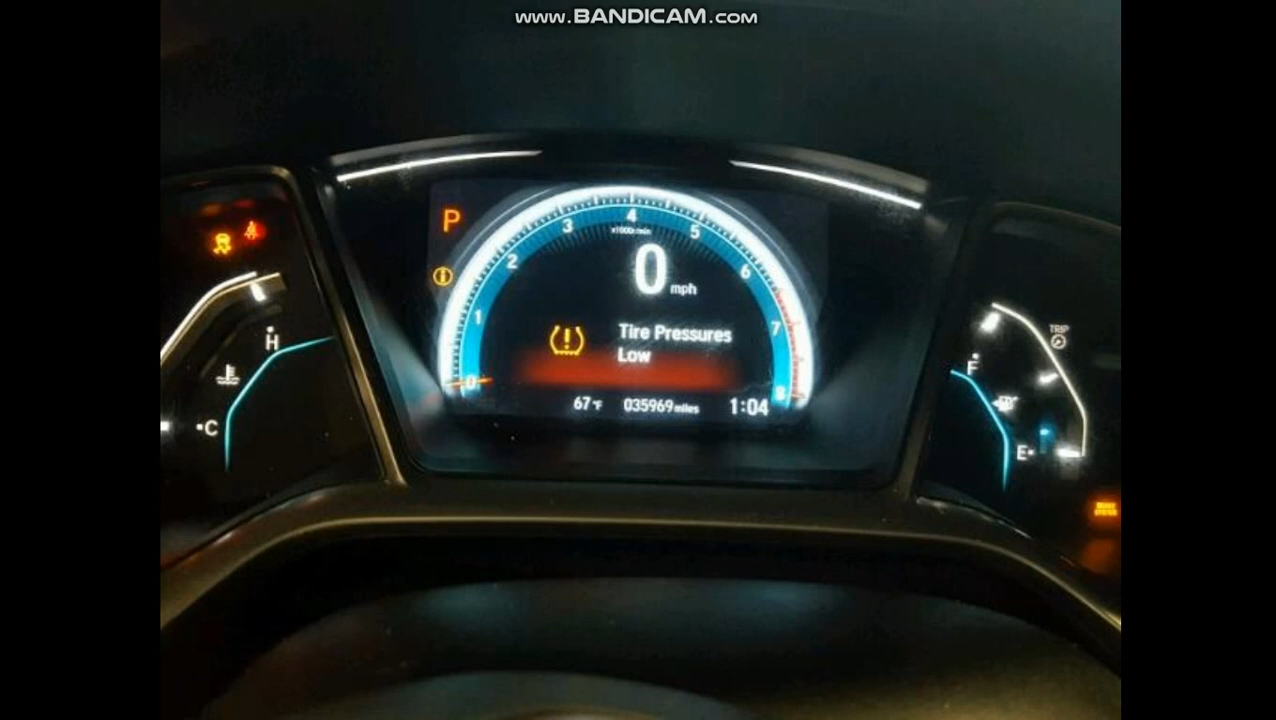 www.BANDICAM.com
P
4
3
5
x1000r/min
2
0
mph
6
1
7
Tire Pressures
Low
0
8
67°F
035969 miles
1:04
H
C
TRIP
F
E